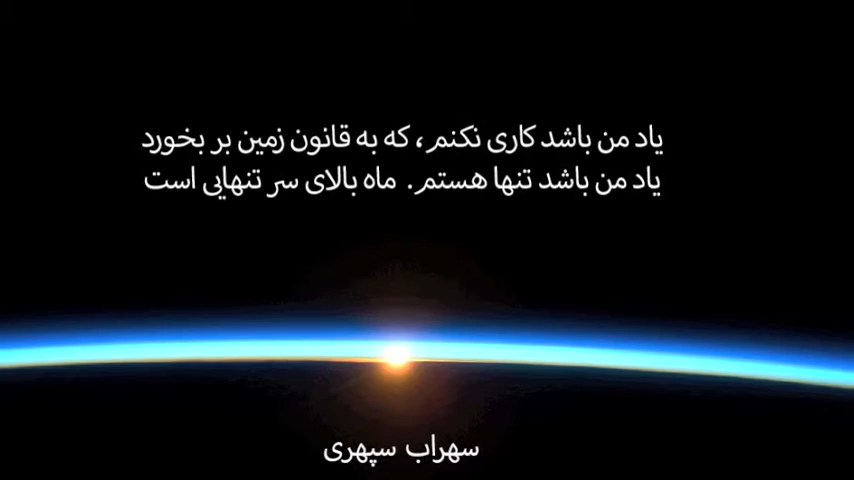 یاد من باشد کاری نکنم، که به قانون زمین بر بخورد
یاد من باشد تنها هستم. ماه بالای سر تنهایی است
سهراب سپهری